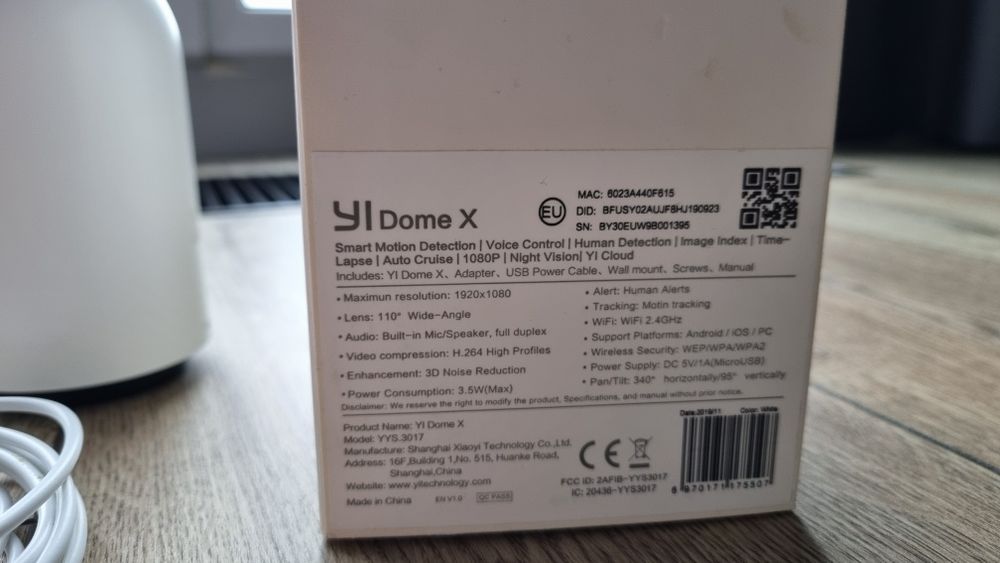 YI Dome X
EU
MAC: 6023A440F615
DID: BFUSY02AUJF8HJ190923
SN: BY30EUW9B001395
Smart Motion Detection | Voice Control | Human Detection | Image Index | Time-
Lapse | Auto Cruise | 1080P | Night Vision| YI Cloud
Includes: YI Dome X、Adapter、USB Power Cable、Wall mount、Screws、Manual
• Maximun resolution: 1920x1080
• Lens: 110° Wide-Angle
• Audio: Built-in Mic/Speaker, full duplex
• Video compression: H.264 High Profiles
• Enhancement: 3D Noise Reduction
• Power Consumption: 3.5W(Max)
• Alert: Human Alerts
• Tracking: Motin tracking
• WiFi: WiFi 2.4GHz
• Support Platforms: Android / iOS / PC
• Wireless Security: WEP/WPA/WPA2
• Power Supply: DC 5V/1A(MicroUSB)
• Pan/Tilt: 340° horizontally/95° vertically
Disclaimer: We reserve the right to modify the product, Specifications, and manual without prior notice.
Product Name: YI Dome X
Model: YYS.3017
Manufacture: Shanghai Xiaoyi Technology Co.,Ltd.
Address: 16F,Building 1,No. 515, Huanke Road,
Shanghai,China
Website: www.yitechnology.com
Made in China EN V1.0 QC PASS
CE
FCC ID: 2AFIB-YYS3017
IC: 20436-YYS3017
Date:2019/11 Color: White
6 970171 175507